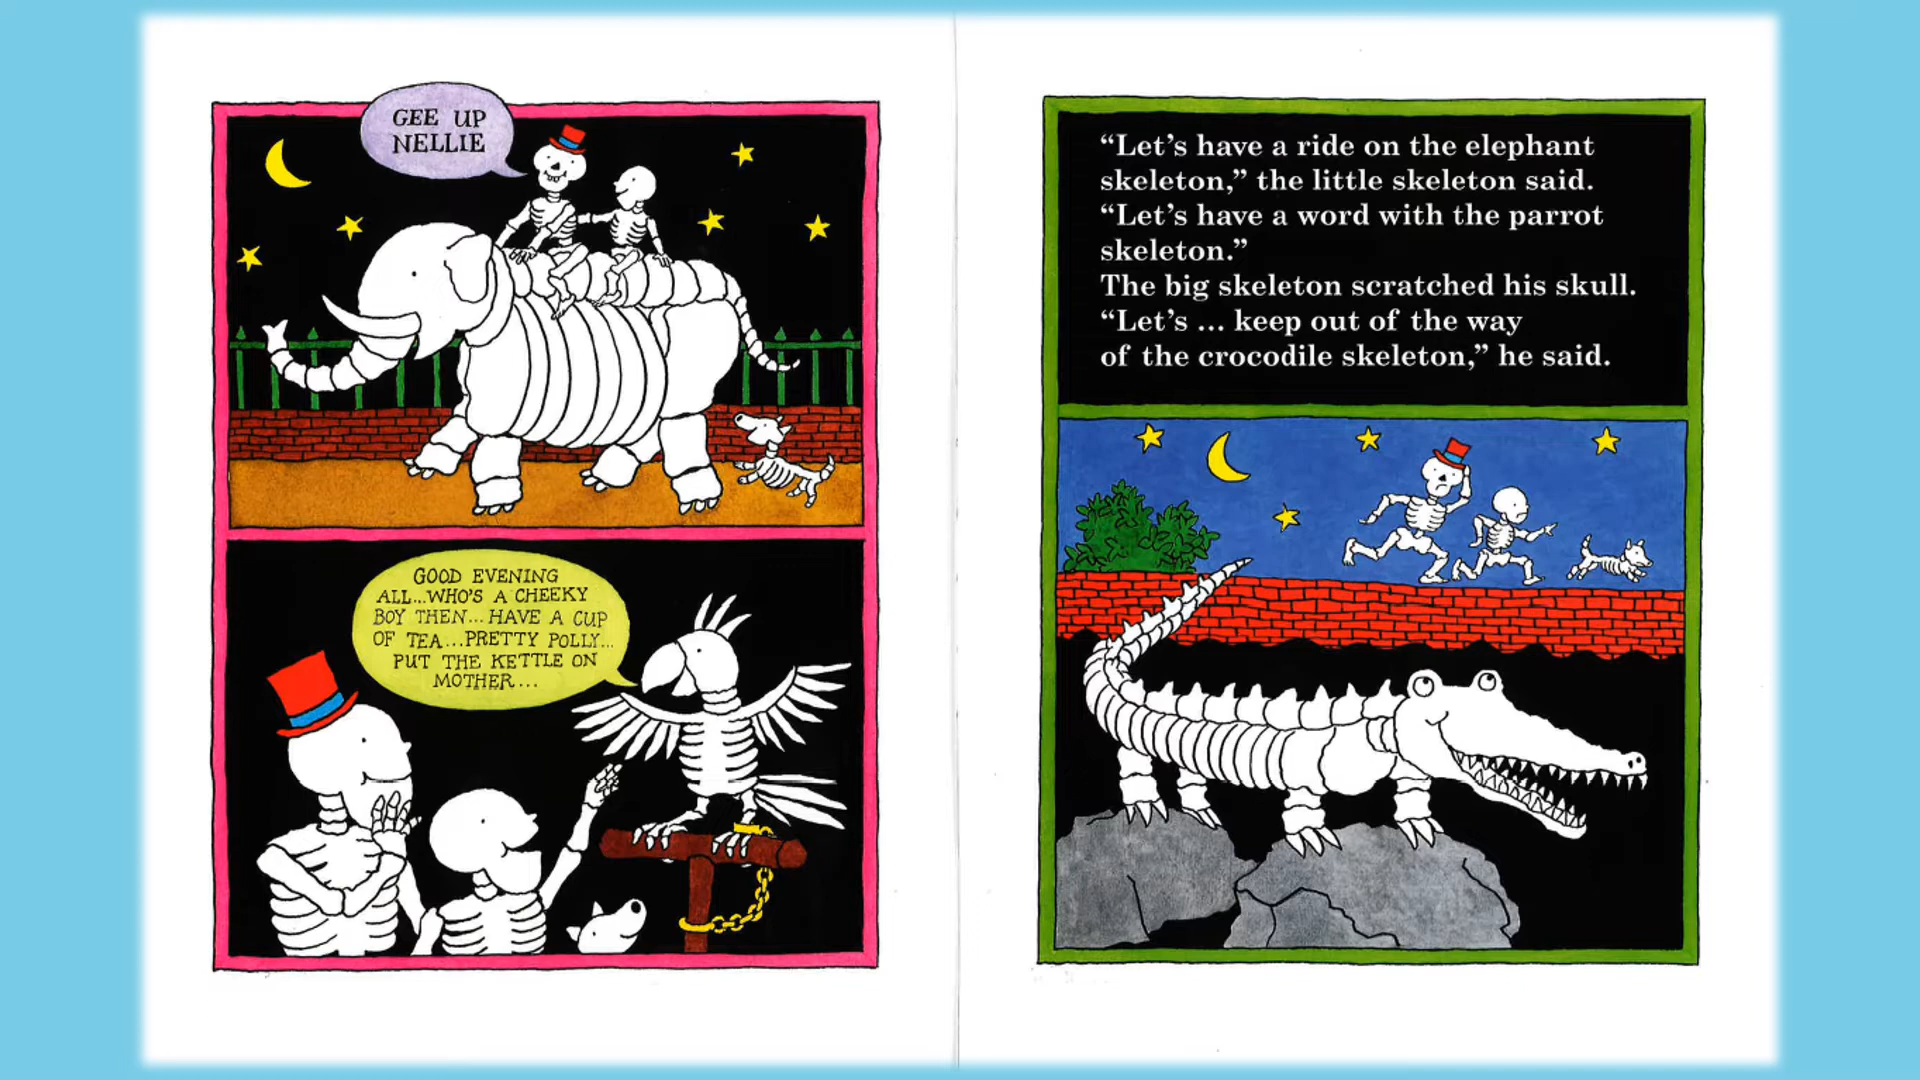 GEE UP
NELLIE
GOOD EVENING
ALL...WHO'S A CHEEKY
BOY THEN... HAVE A CUP
OF TEA...PRETTY POLLY...
PUT THE KETTLE ON
MOTHER...
“Let’s have a ride on the elephant
skeleton,” the little skeleton said.
“Let’s have a word with the parrot
skeleton.”
The big skeleton scratched his skull.
“Let’s ... keep out of the way
of the crocodile skeleton,” he said.